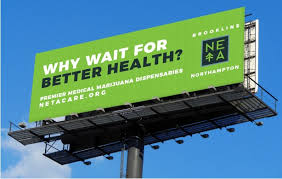 WHY WAIT FOR
BETTER HEALTH?
PREMIER MEDICAL MARIJUANA DISPENSARIES
NETACARE.ORG
BROOKLINE
NE
TA
NORTHAMPTON